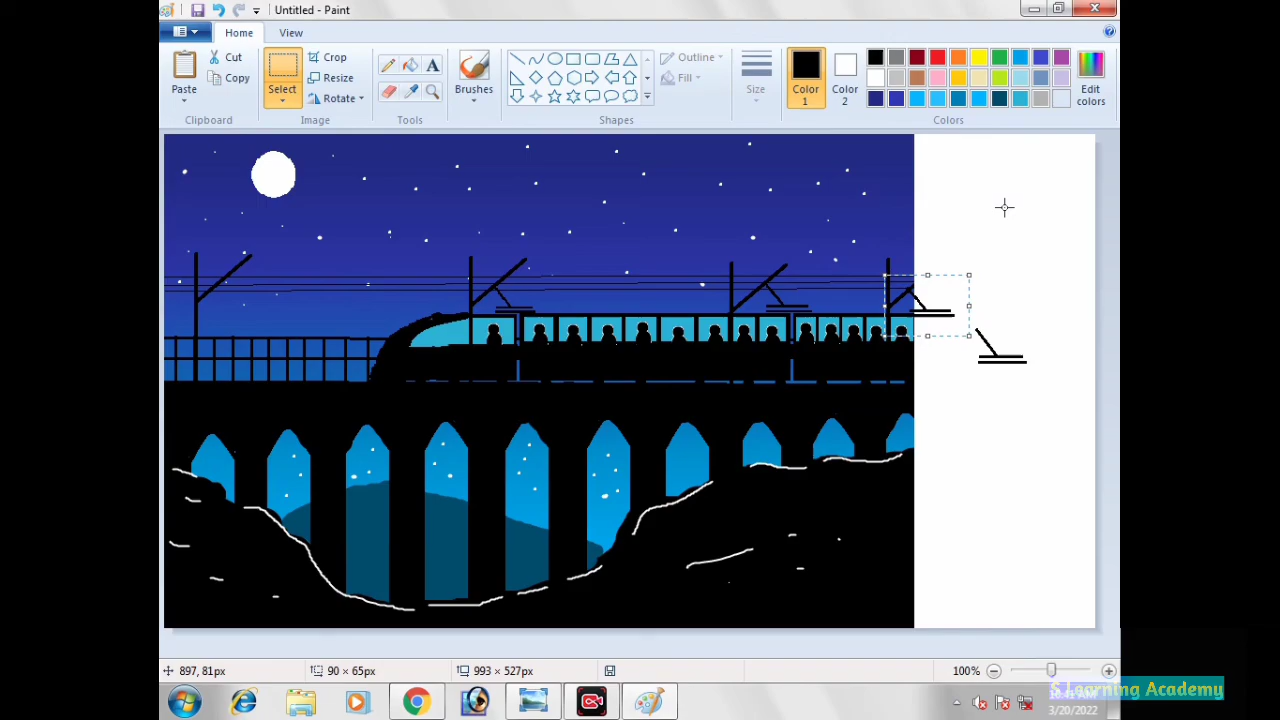 Untitled - Paint
Home View
Paste
Cut
Copy
Clipboard
Select
Crop
Resize
Rotate
Image
A
Tools
Brushes
Outline
Fill
Shapes
Size
Color 1
Color 2
Edit colors
Colors
897, 81px
90 × 65px
993 × 527px
100%
S Learning Academy
3/20/2022